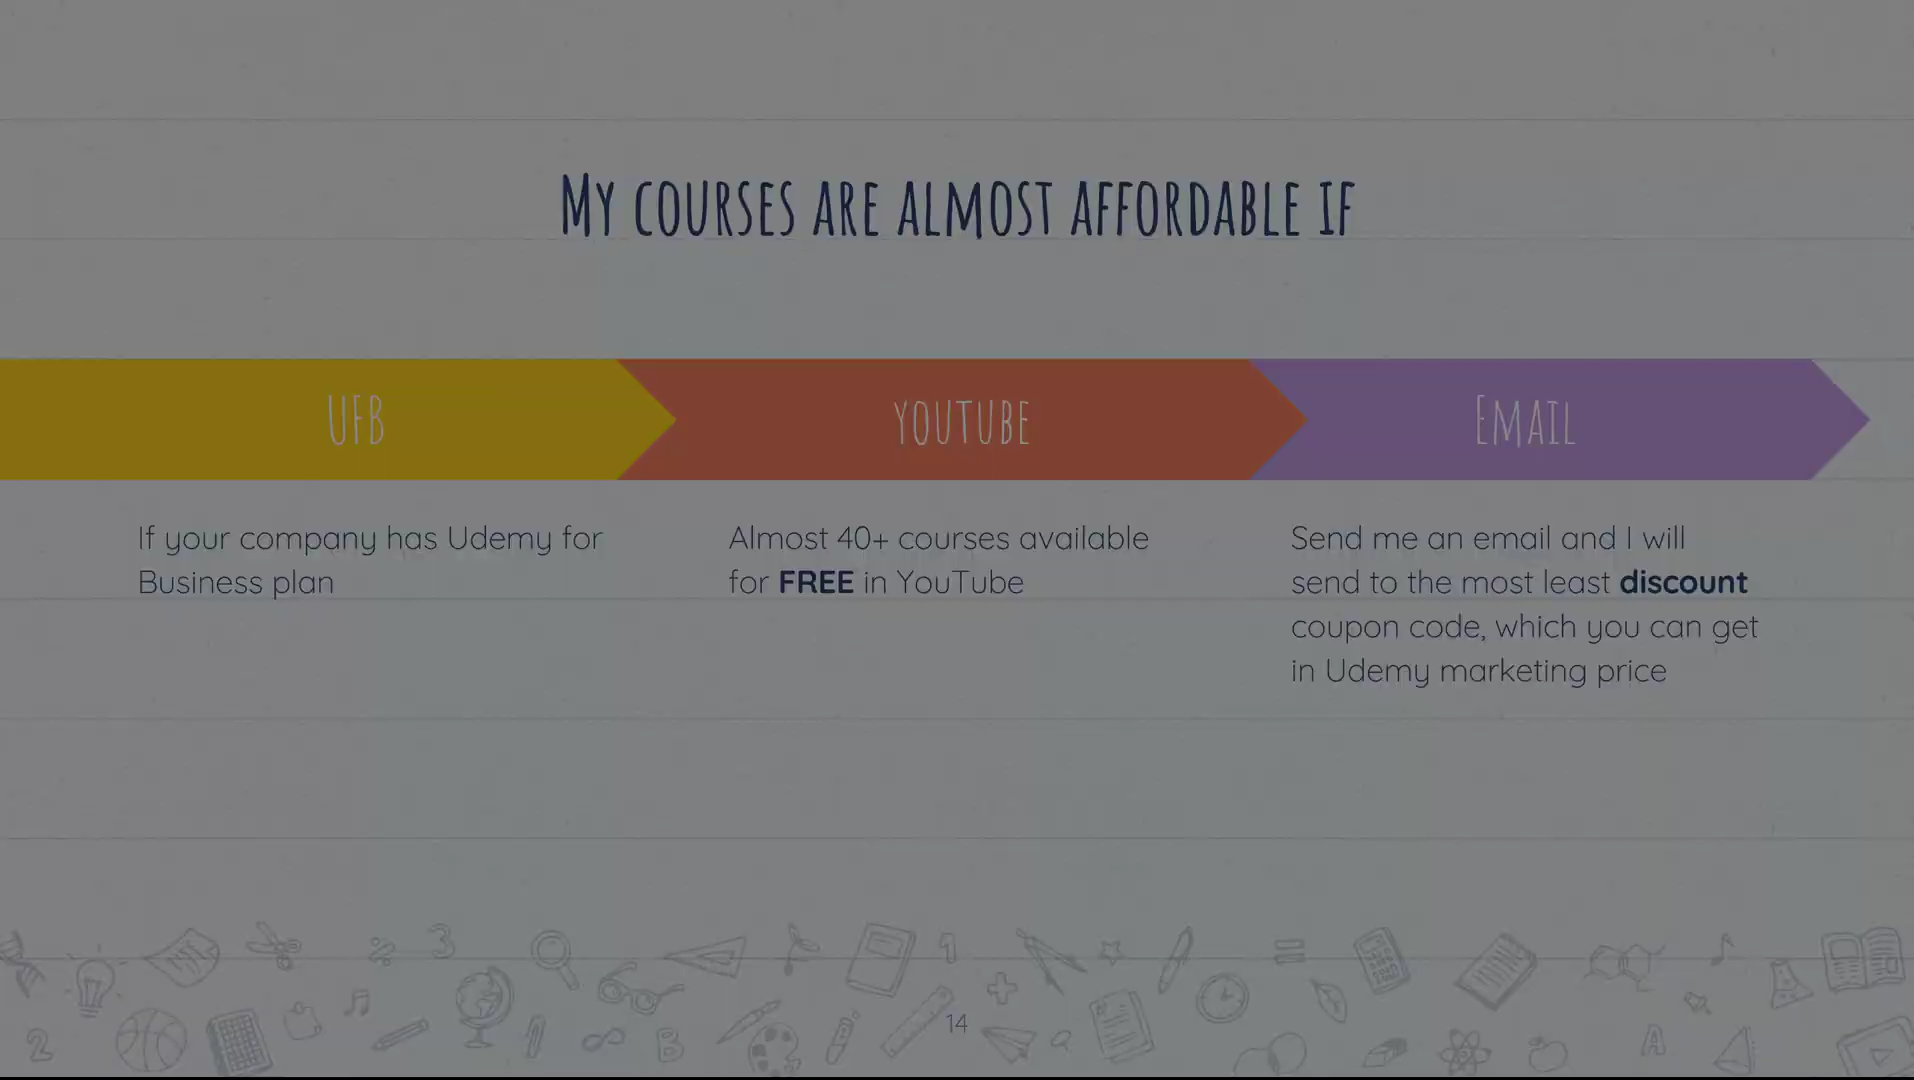 My courses are almost affordable if
UFB
YouTube
Email
If your company has Udemy for
Business plan
Almost 40+ courses available
for FREE in YouTube
Send me an email and I will
send to the most least discount
coupon code, which you can get
in Udemy marketing price
14